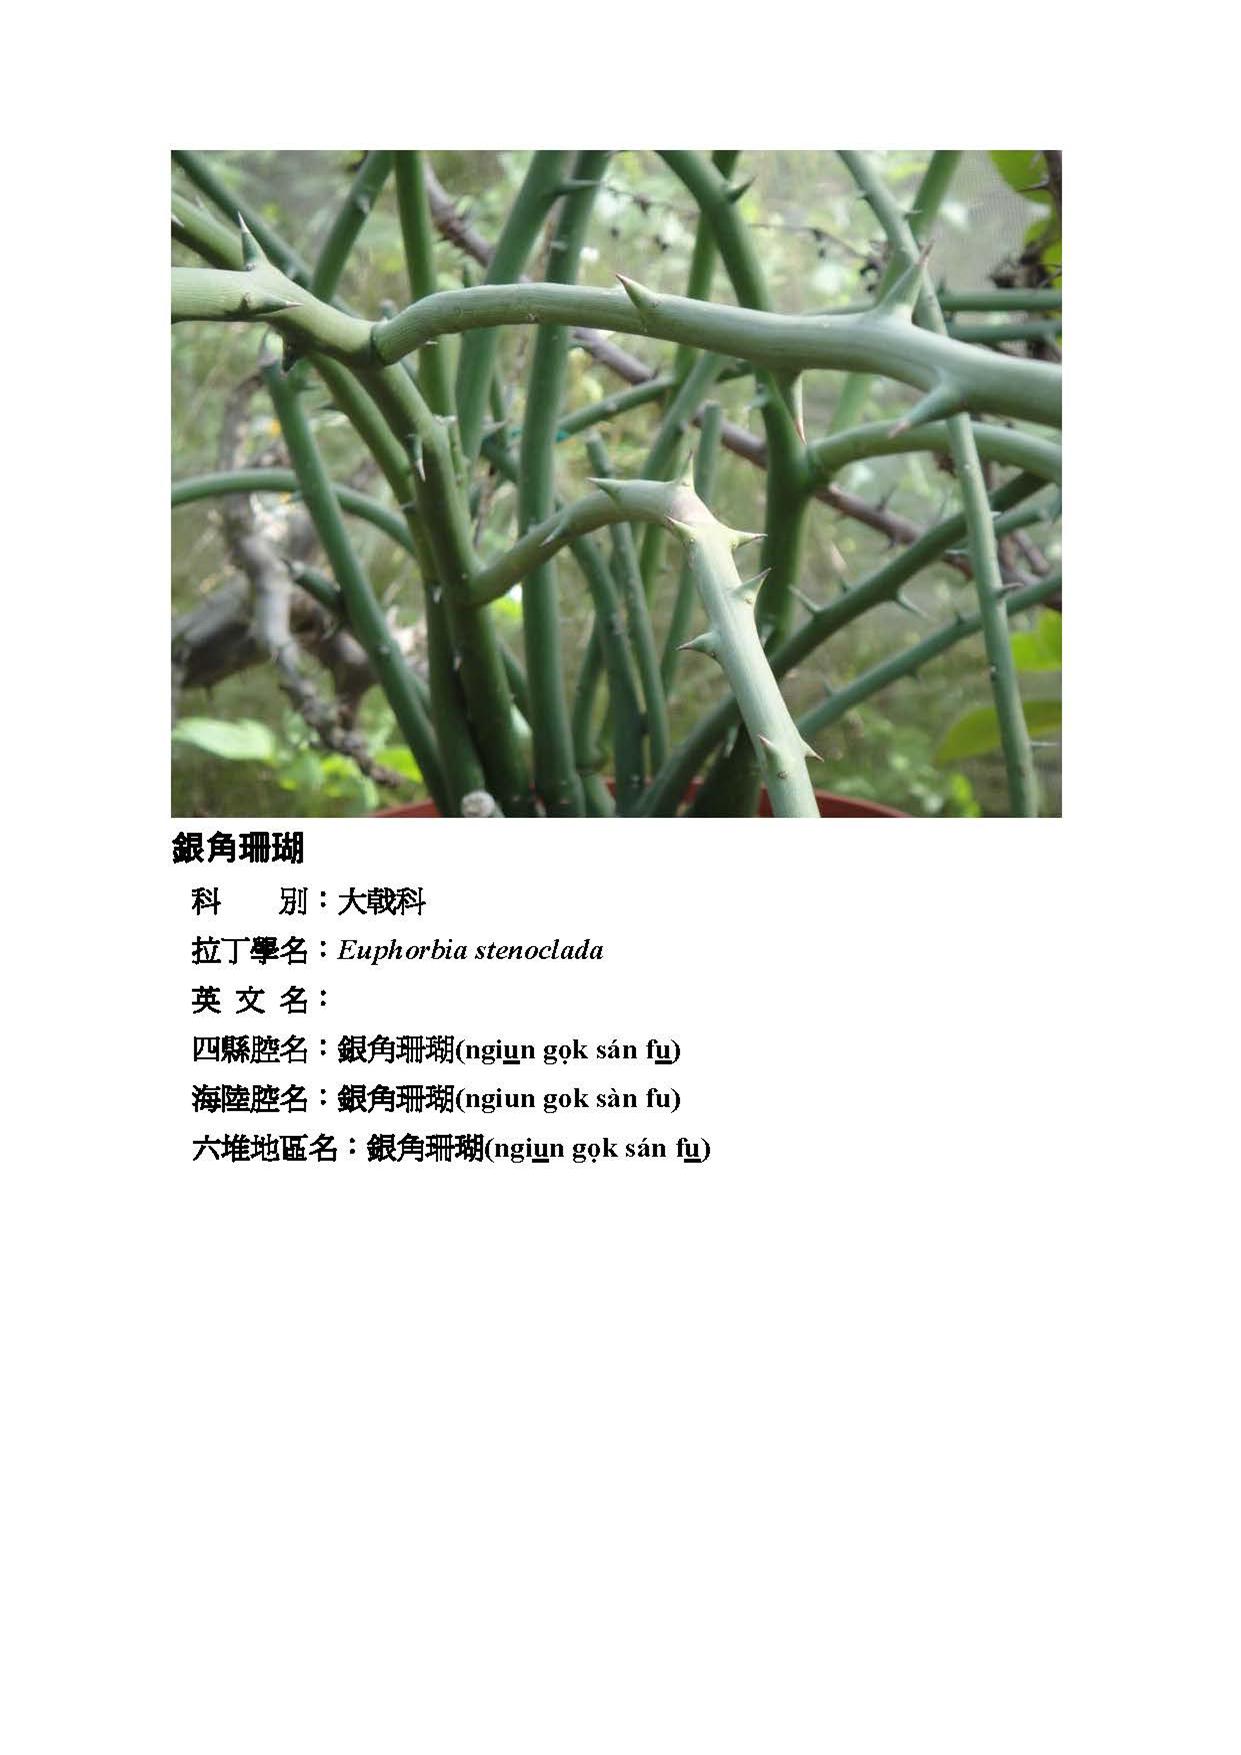 銀角珊瑚
科　　別：大戟科
拉丁學名：Euphorbia stenoclada
英 文 名：
四縣腔名：銀角珊瑚(ngiun gọk sán fu)
海陸腔名：銀角珊瑚(ngiun gok sàn fu)
六堆地區名：銀角珊瑚(ngiun gọk sán fu)